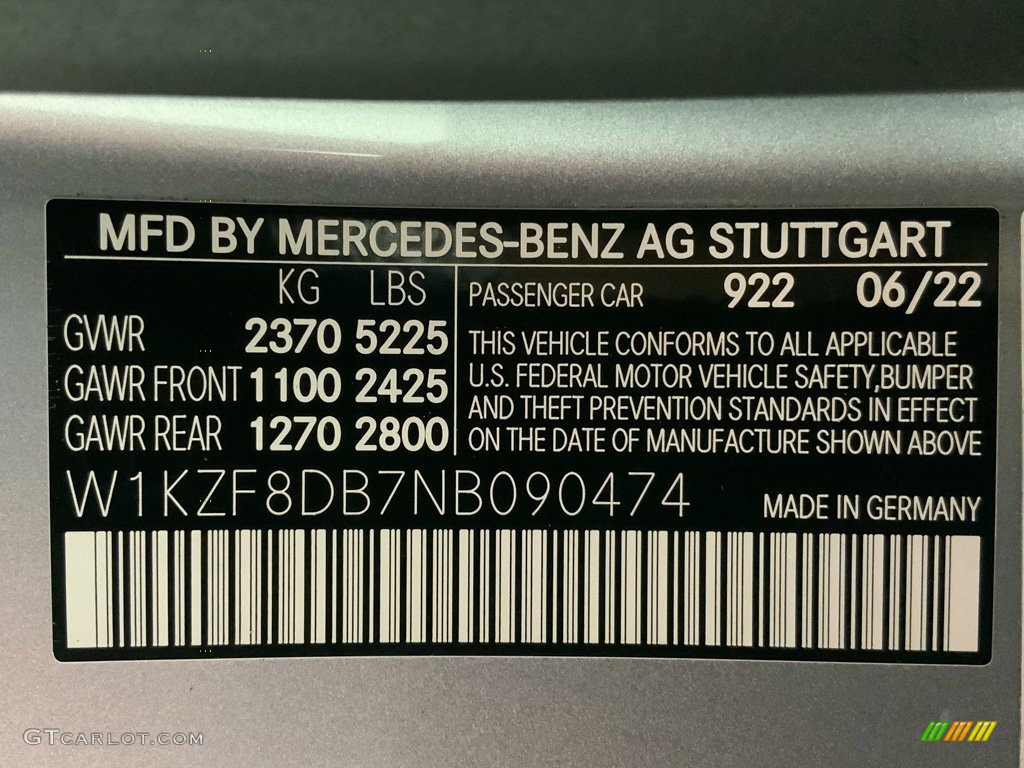 MFD BY MERCEDES-BENZ AG STUTTGART
KG LBS
GVWR 2370 5225
GAWR FRONT 1100 2425
GAWR REAR 1270 2800
PASSENGER CAR 922 06/22
THIS VEHICLE CONFORMS TO ALL APPLICABLE
U.S. FEDERAL MOTOR VEHICLE SAFETY,BUMPER
AND THEFT PREVENTION STANDARDS IN EFFECT
ON THE DATE OF MANUFACTURE SHOWN ABOVE
W1KZF8DB7NB090474
MADE IN GERMANY
GTcarlot.com